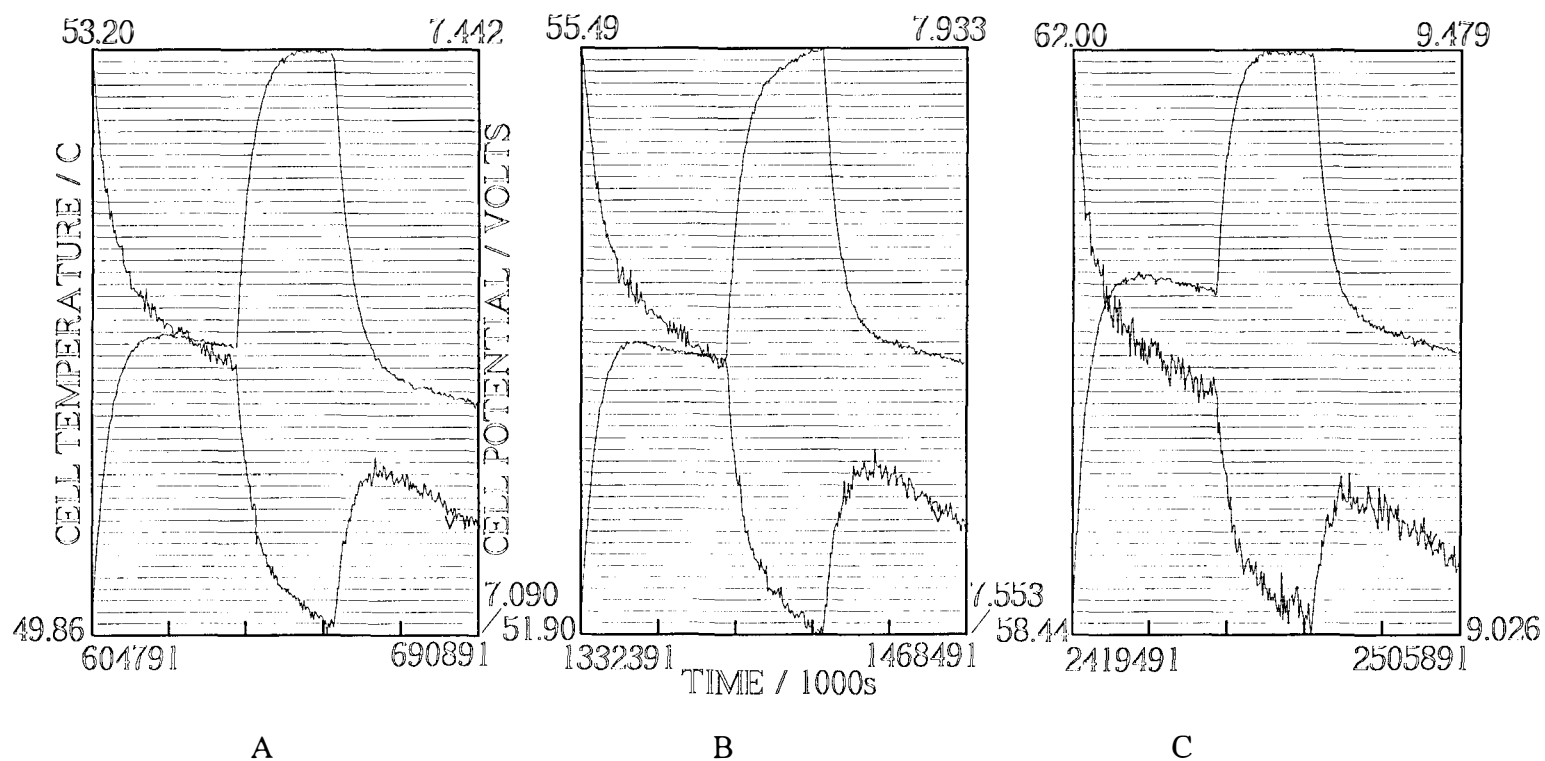 53.20 7.442 55.49 7.933 62.00 9.479
CELL TEMPERATURE / C
CELL POTENTIAL / VOLTS
49.86 7.090 51.90 7.553 58.44 9.026
604791 690891 1332391 1468491 2419491 2505891
TIME / 1000s
A B C